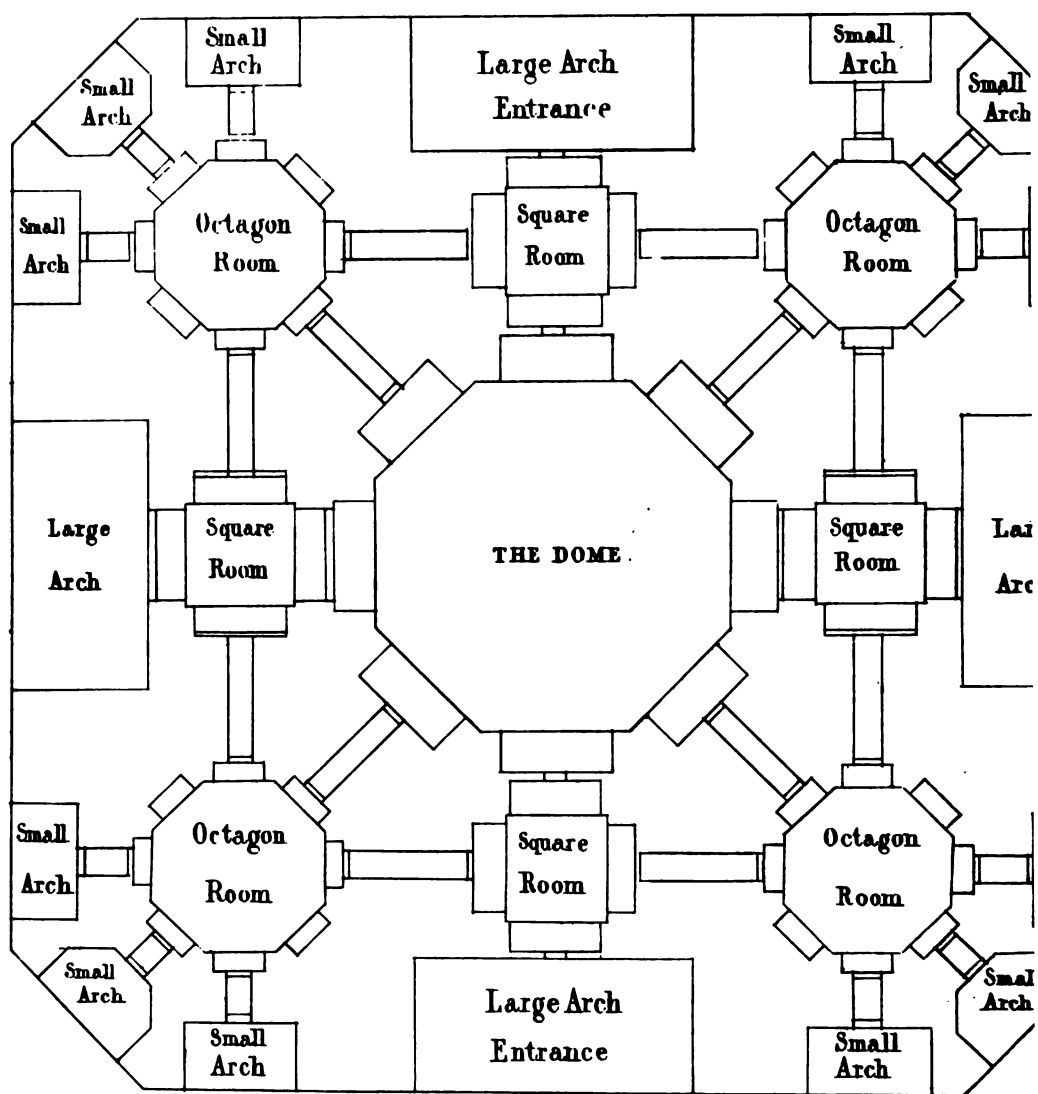 Small
Arch
Large Arch
Entrance
Small
Arch
Small
Arch
Small
Arch
Octagon
Room
Square
Room
Octagon
Room
Small
Arch
Large
Arch
Square
Room
THE DOME.
Square
Room
Small
Arch
Octagon
Room
Square
Room
Octagon
Room
Small
Arch
Large Arch
Entrance
Small
Arch
Small
Arch